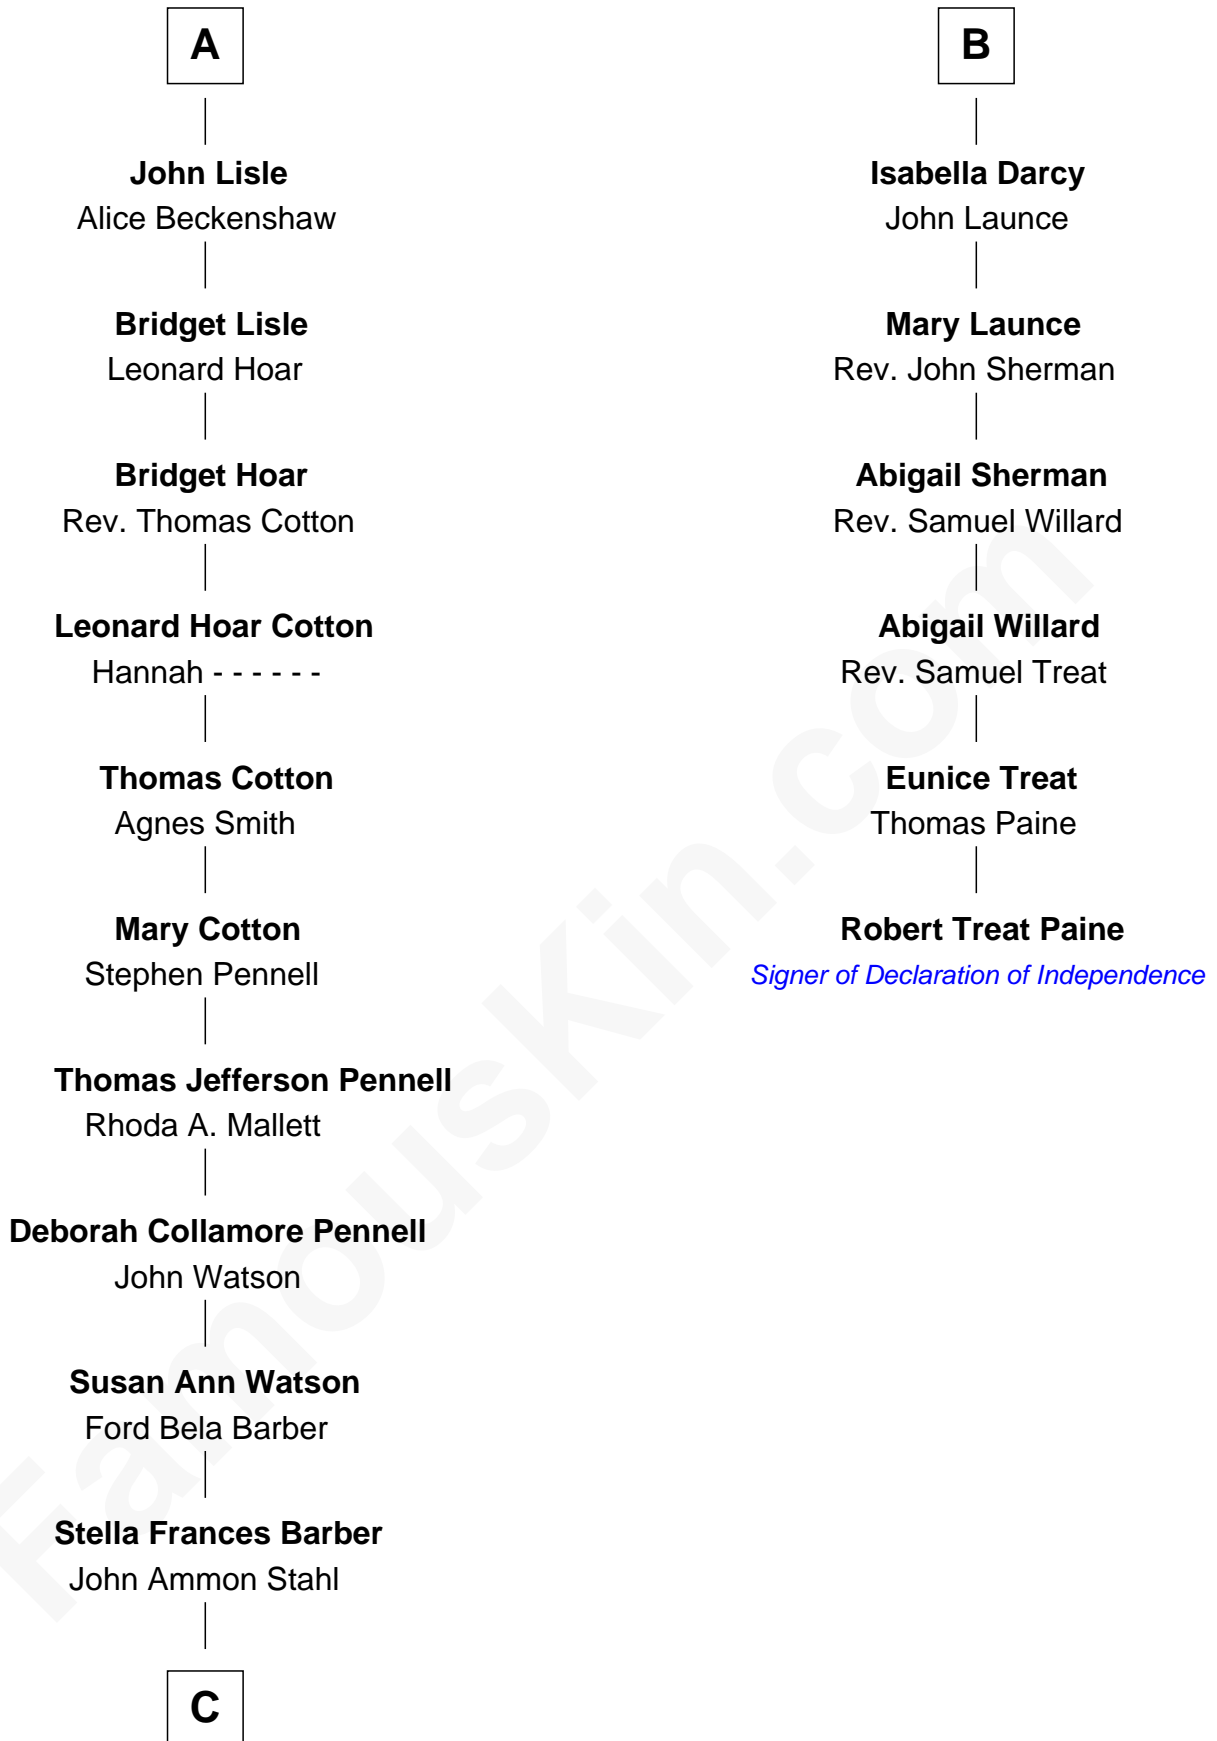 A
John Lisle
Alice Beckenshaw
Bridget Lisle
Leonard Hoar
Bridget Hoar
Rev. Thomas Cotton
Leonard Hoar Cotton
Hannah - - - - - -
Thomas Cotton
Agnes Smith
Mary Cotton
Stephen Pennell
Thomas Jefferson Pennell
Rhoda A. Mallett
Deborah Collamore Pennell
John Watson
Susan Ann Watson
Ford Bela Barber
Stella Frances Barber
John Ammon Stahl
C
B
Isabella Darcy
John Launce
Mary Launce
Rev. John Sherman
Abigail Sherman
Rev. Samuel Willard
Abigail Willard
Rev. Samuel Treat
Eunice Treat
Thomas Paine
Robert Treat Paine
Signer of Declaration of Independence
FamousKin.com